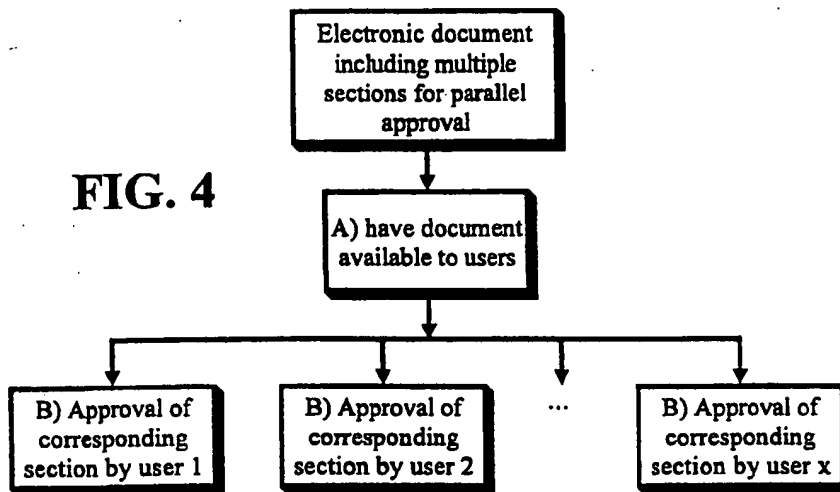 Electronic document
including multiple
sections for parallel
approval
FIG. 4
A) have document
available to users
B) Approval of
corresponding
section by user 1
B) Approval of
corresponding
section by user 2
...
B) Approval of
corresponding
section by user x